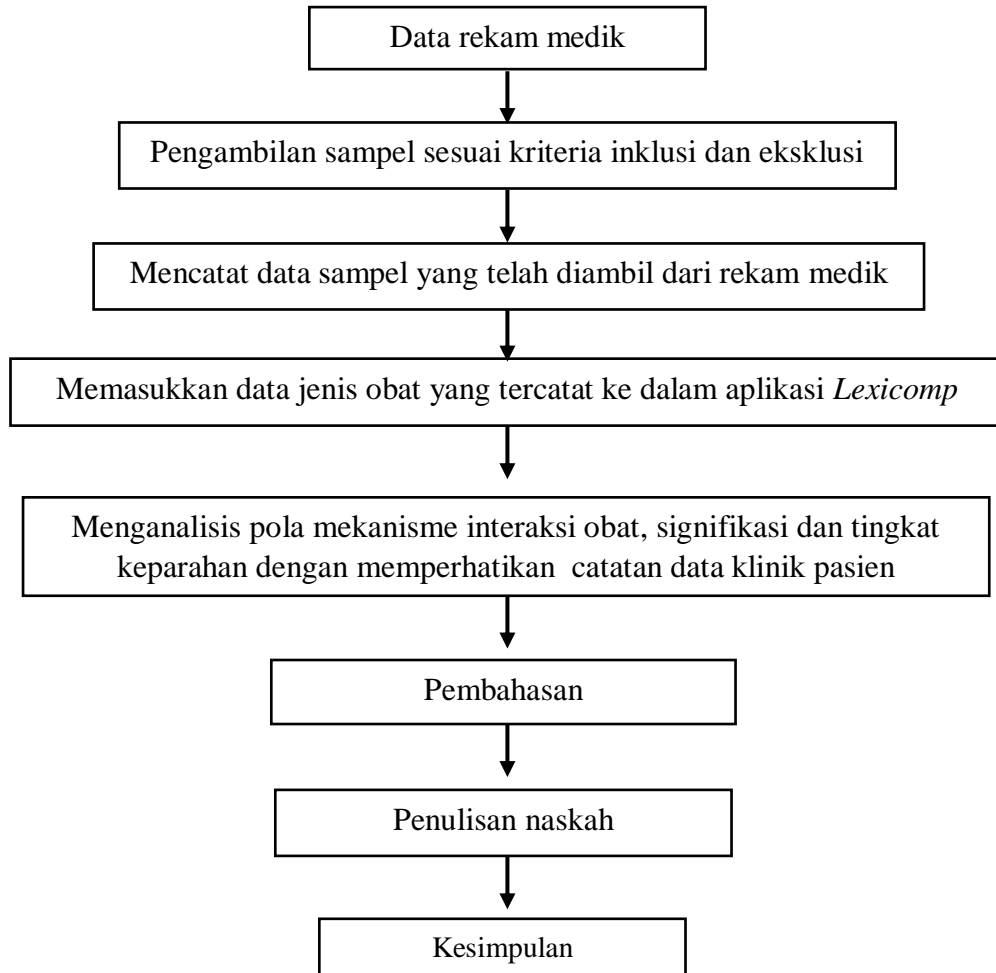 Data rekam medik
Pengambilan sampel sesuai kriteria inklusi dan eksklusi
Mencatat data sampel yang telah diambil dari rekam medik
Memasukkan data jenis obat yang tercatat ke dalam aplikasi Lexicomp
Menganalisis pola mekanisme interaksi obat, signifikasi dan tingkat
keparahan dengan memperhatikan catatan data klinik pasien
Pembahasan
Penulisan naskah
Kesimpulan